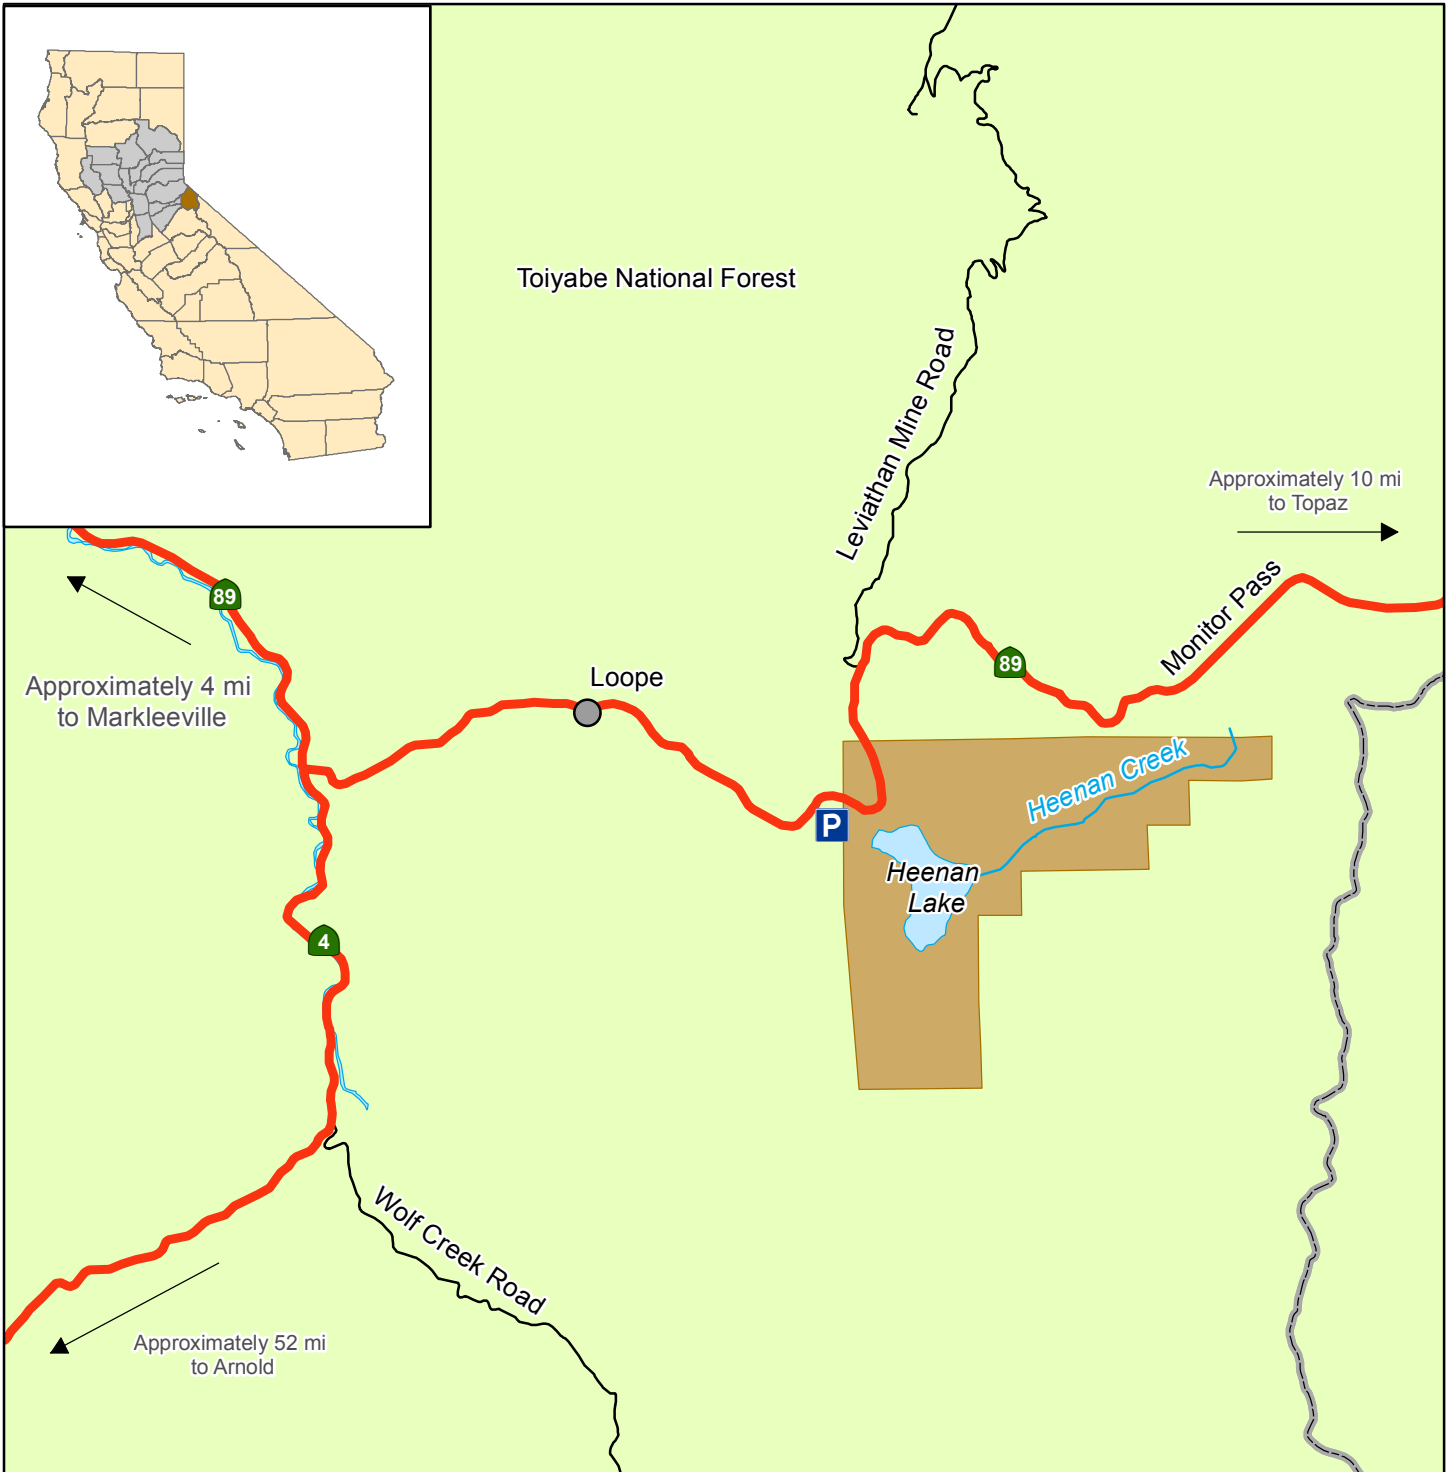 Toiyabe National Forest
Leviathan Mine Road
Approximately 10 mi
to Topaz
Monitor Pass
89
89
Approximately 4 mi
to Markleeville
Loope
Heenan Creek
P
Heenan
Lake
4
Wolf Creek Road
Approximately 52 mi
to Arnold